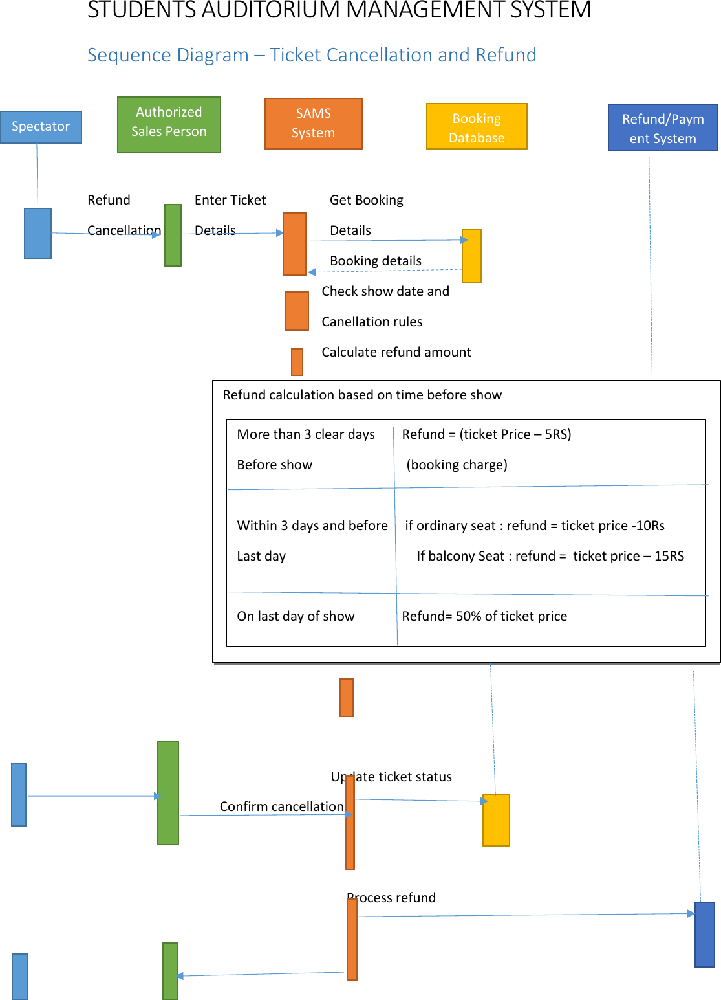 STUDENTS AUDITORIUM MANAGEMENT SYSTEM
Sequence Diagram – Ticket Cancellation and Refund
Spectator
Authorized
Sales Person
SAMS
System
Booking
Database
Refund/Paym
ent System
Refund
Cancellation
Enter Ticket
Details
Get Booking
Details
Booking details
Check show date and
Canellation rules
Calculate refund amount
Refund calculation based on time before show
More than 3 clear days
Before show
Refund = (ticket Price – 5RS)
(booking charge)
Within 3 days and before
Last day
if ordinary seat : refund = ticket price -10Rs
If balcony Seat : refund = ticket price – 15RS
On last day of show
Refund= 50% of ticket price
Update ticket status
Confirm cancellation
Process refund